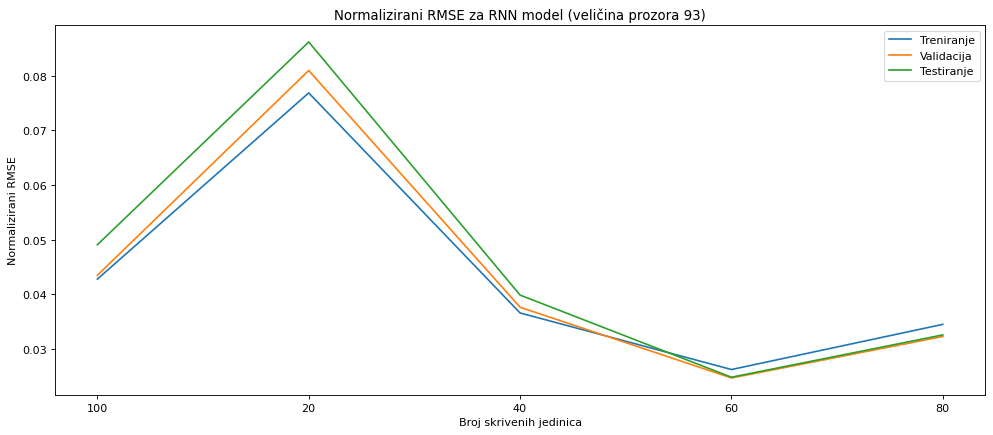 Normalizirani RMSE za RNN model (veličina prozora 93)
Treniranje
Validacija
Testiranje
Normalizirani RMSE
0.08
0.07
0.06
0.05
0.04
0.03
100 20 40 60 80
Broj skrivenih jedinica